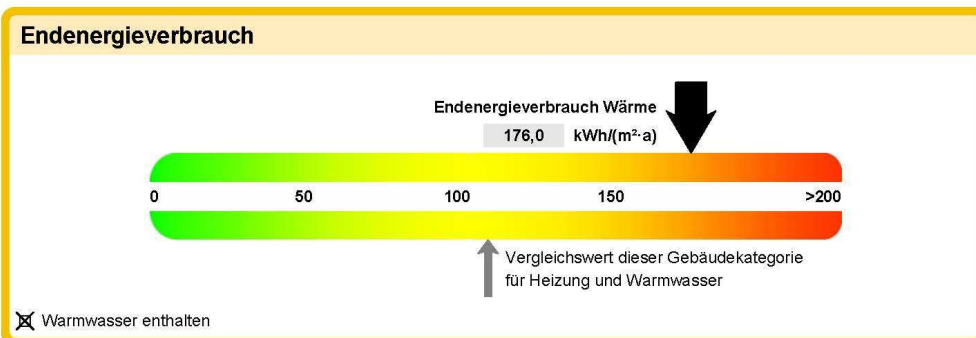 Endenergieverbrauch
Endenergieverbrauch Wärme
176,0 kWh/(m²·a)
0 50 100 150 >200
Vergleichswert dieser Gebäudekategorie
für Heizung und Warmwasser
Warmwasser enthalten